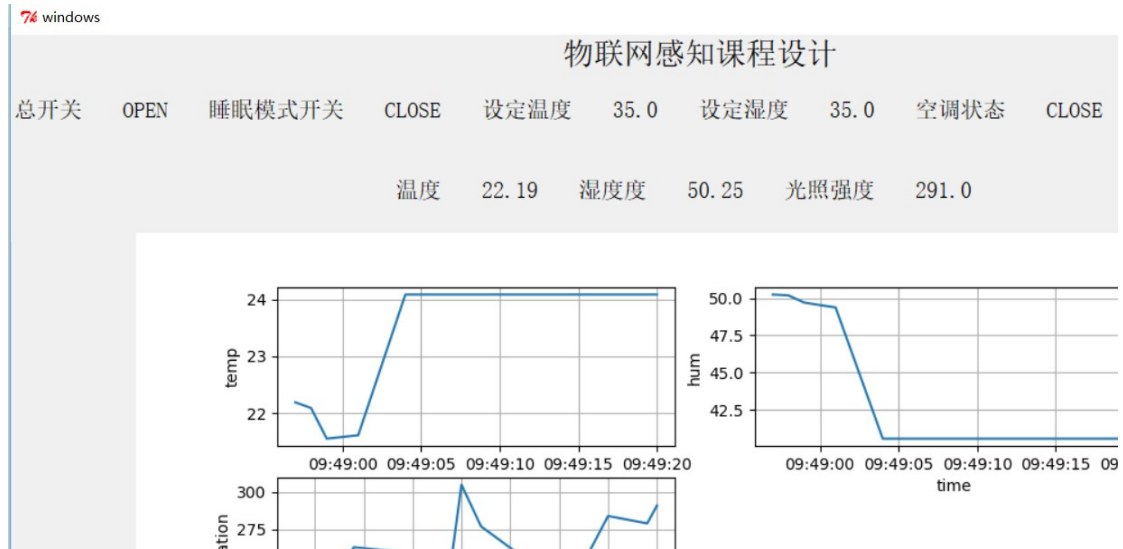 windows
物联网感知课程设计
总开关 OPEN 睡眠模式开关 CLOSE 设定温度 35.0 设定湿度 35.0 空调状态 CLOSE
温度 22.19 湿度度 50.25 光照强度 291.0
24
23
22
temp
09:49:00 09:49:05 09:49:10 09:49:15 09:49:20
50.0
47.5
45.0
42.5
hum
09:49:00 09:49:05 09:49:10 09:49:15 09
time
300
275
ation